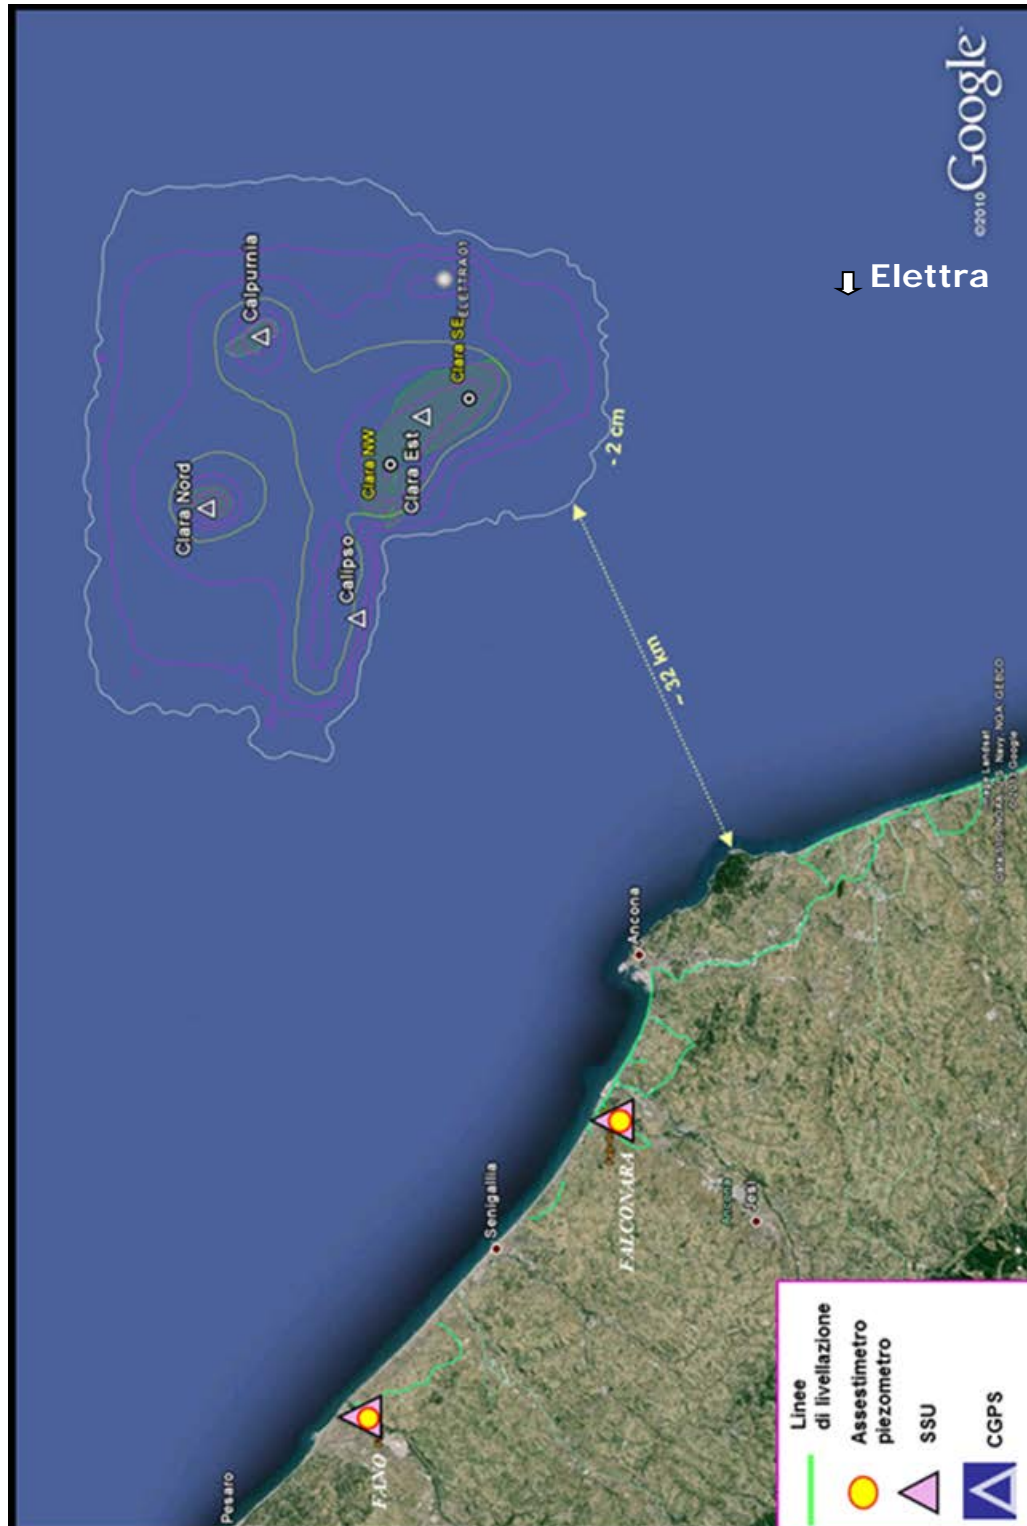 ©2010 Google
Calpurnia
Clara Nord
ELETTRA01
Clara SE
Clara NW
Clara Est
Calipso
Elettra
- 2 cm
~ 32 km
Ancona
Senigallia
FALCONARA
Jesi
Pesaro
FANO
Linee
di livellazione
Assestimetro
piezometro
SSU
CGPS